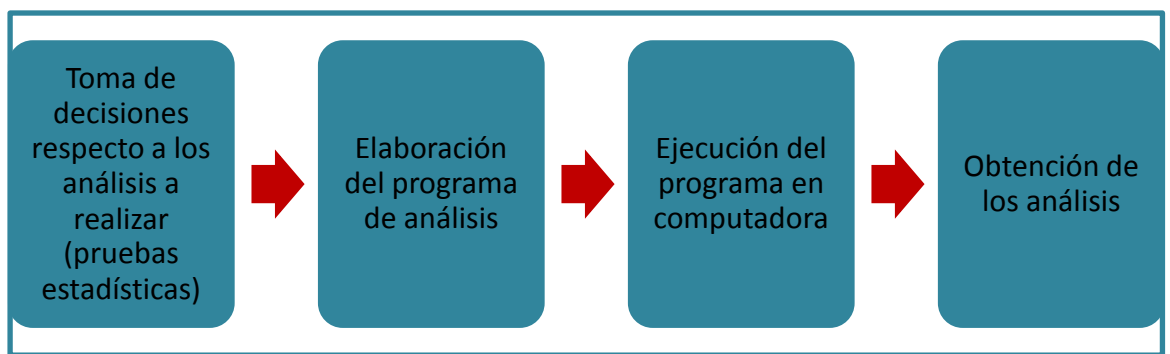 Toma de
decisiones
respecto a los
análisis a
realizar
(pruebas
estadísticas)
Elaboración
del programa
de análisis
Ejecución del
programa en
computadora
Obtención de
los análisis